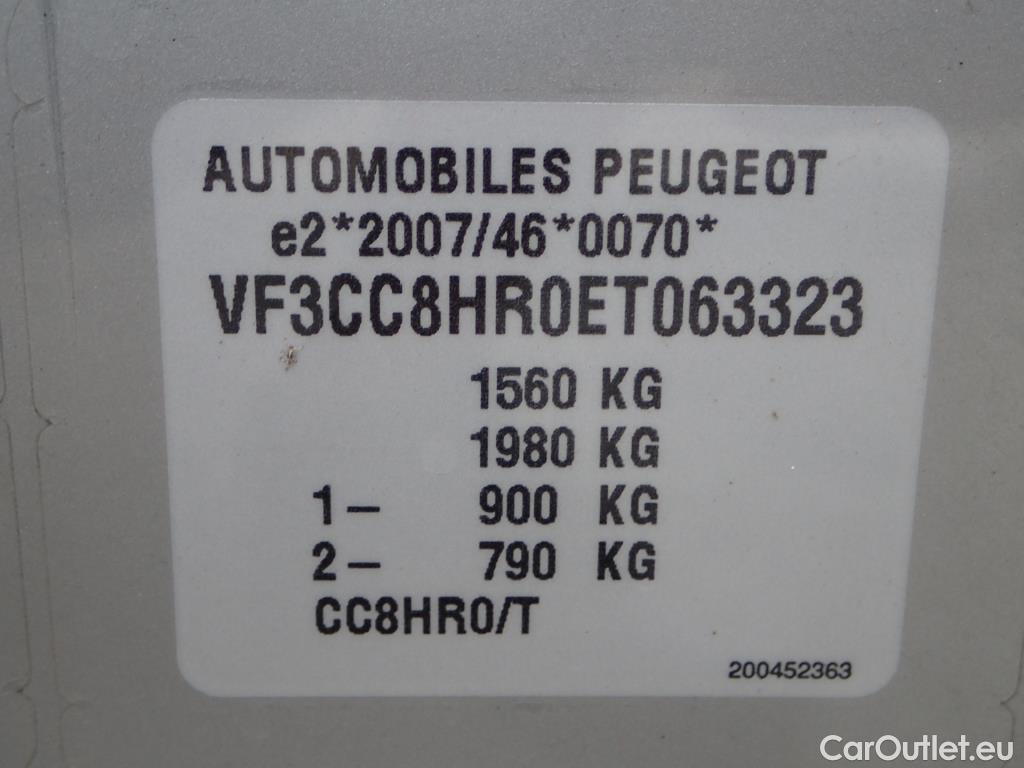 AUTOMOBILES PEUGEOT
e2*2007/46*0070*
VF3CC8HR0ET063323
1560 KG
1980 KG
1– 900 KG
2– 790 KG
CC8HR0/T
200452363
CarOutlet.eu